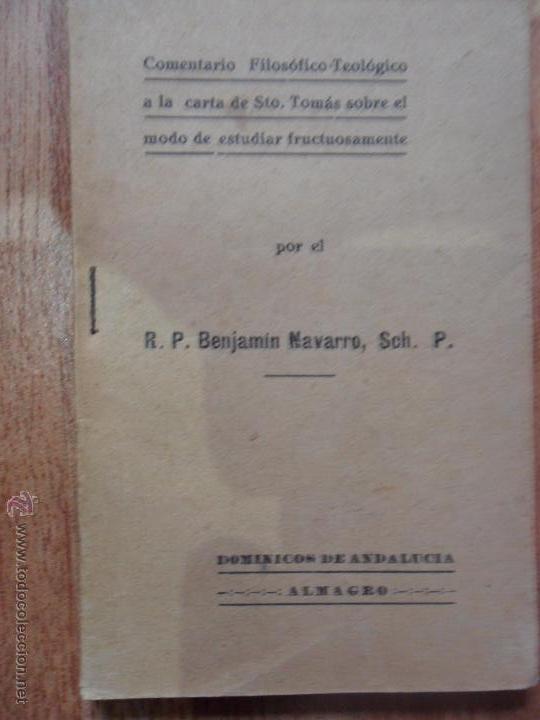 Comentario Filosófico-Teológico
a la carta de Sto. Tomás sobre el
modo de estudiar fructuosamente
por el
R. P. Benjamín Navarro, Sch. P.
DOMINICOS DE ANDALUCIA
-:-:-:-: ALMAGRO :-:-:-:-
www.todocoleccion.net